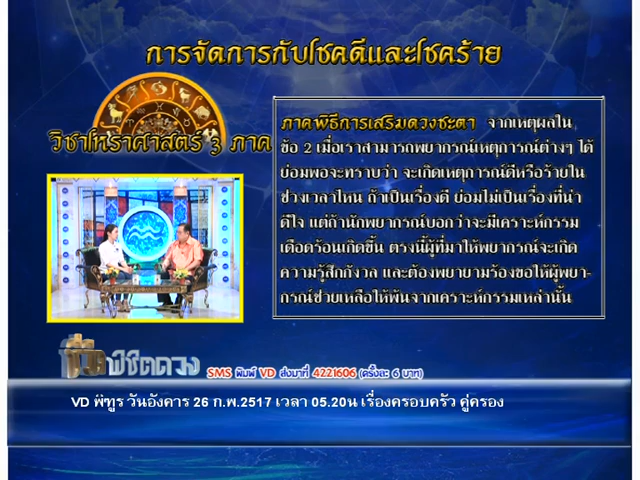 การจัดการกับโชคดีและโชคร้าย
วิชาโหราศาสตร์ 3 ภาค
ภาคพิธีการเสริมดวงชะตา จากเหตุผลใน
ข้อ 2 เมื่อเราสามารถพยากรณ์เหตุการณ์ต่างๆ ได้
ย่อมพอจะทราบว่า จะเกิดเหตุการณ์ดีหรือร้ายใน
ช่วงเวลาไหน ถ้าเป็นเรื่องดี ย่อมไม่เป็นเรื่องที่น่า
ดีใจ แต่ถ้านักพยากรณ์บอกว่าจะมีเคราะห์กรรม
เดือดร้อนเกิดขึ้น ตรงนี้ผู้ที่มาให้พยากรณ์จะเกิด
ความรู้สึกกังวล และต้องพยายามร้องขอให้ผู้พยา-
กรณ์ช่วยเหลือให้พ้นจากเคราะห์กรรมเหล่านั้น
พิชิตดวง
SMS พิมพ์ VD ส่งมาที่ 4221606 (ครั้งละ 6 บาท)
VD พิฑูร วันอังคาร 26 ก.พ.2517 เวลา 05.20น เรื่องครอบครัว คู่ครอง